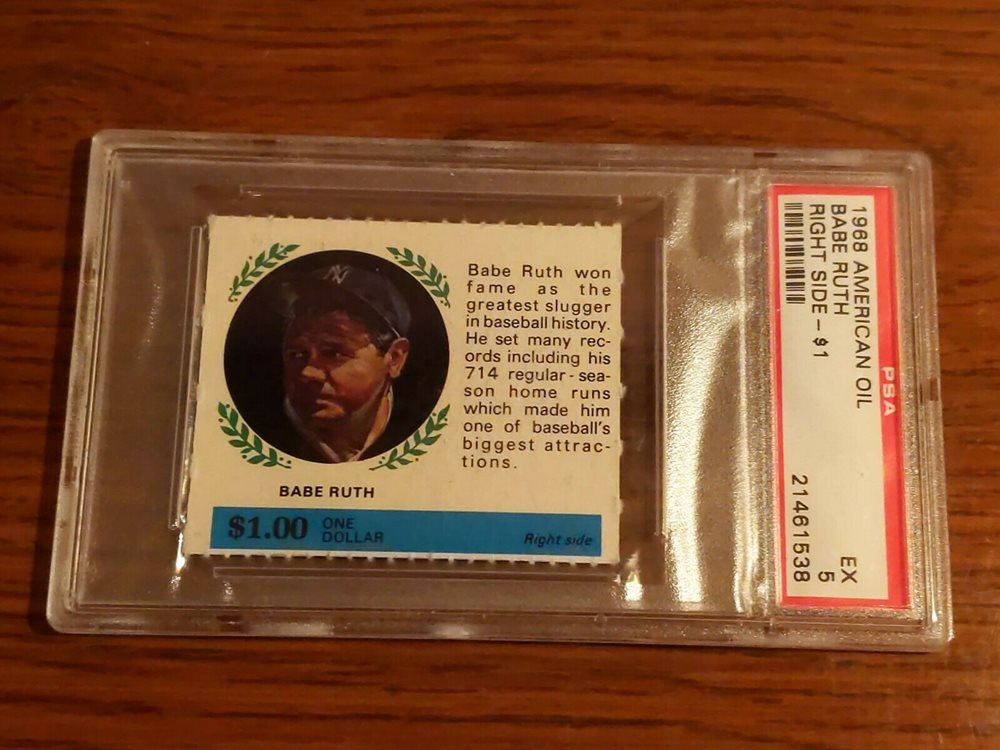 Babe Ruth won
fame as the
greatest slugger
in baseball history.
He set many rec-
ords including his
714 regular-sea-
son home runs
which made him
one of baseball's
biggest attrac-
tions.
BABE RUTH
$1.00 ONE DOLLAR
Right side
PSA
1968 AMERICAN OIL
BABE RUTH
RIGHT SIDE-$1
EX
5
21461538
NY